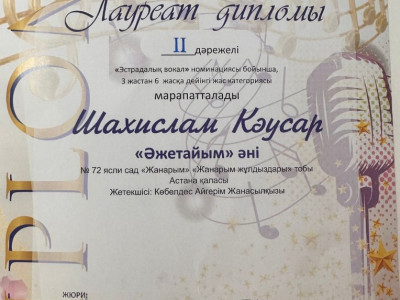 Лауреат дипломы
II дәрежелі
«Эстрадалық вокал» номинациясы бойынша,
3 жастан 6 жасқа дейінгі жас категориясы
марапатталады
Шахислам Кәусар
«Әжетайым» әні
№ 72 ясли сад «Жанарым» «Жанарым жұлдыздары» тобы
Астана қаласы
Жетекшісі: Көбелдес Айгерім Жанасылқызы
ЖЮРИ
DIPLO